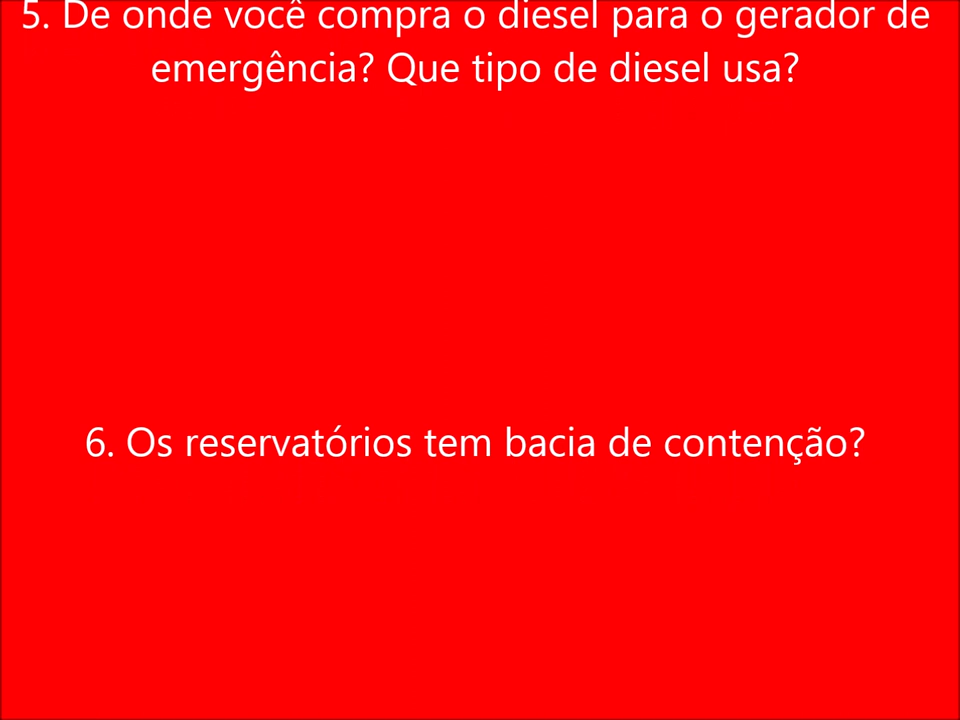 5. De onde você compra o diesel para o gerador de
emergência? Que tipo de diesel usa?
6. Os reservatórios tem bacia de contenção?